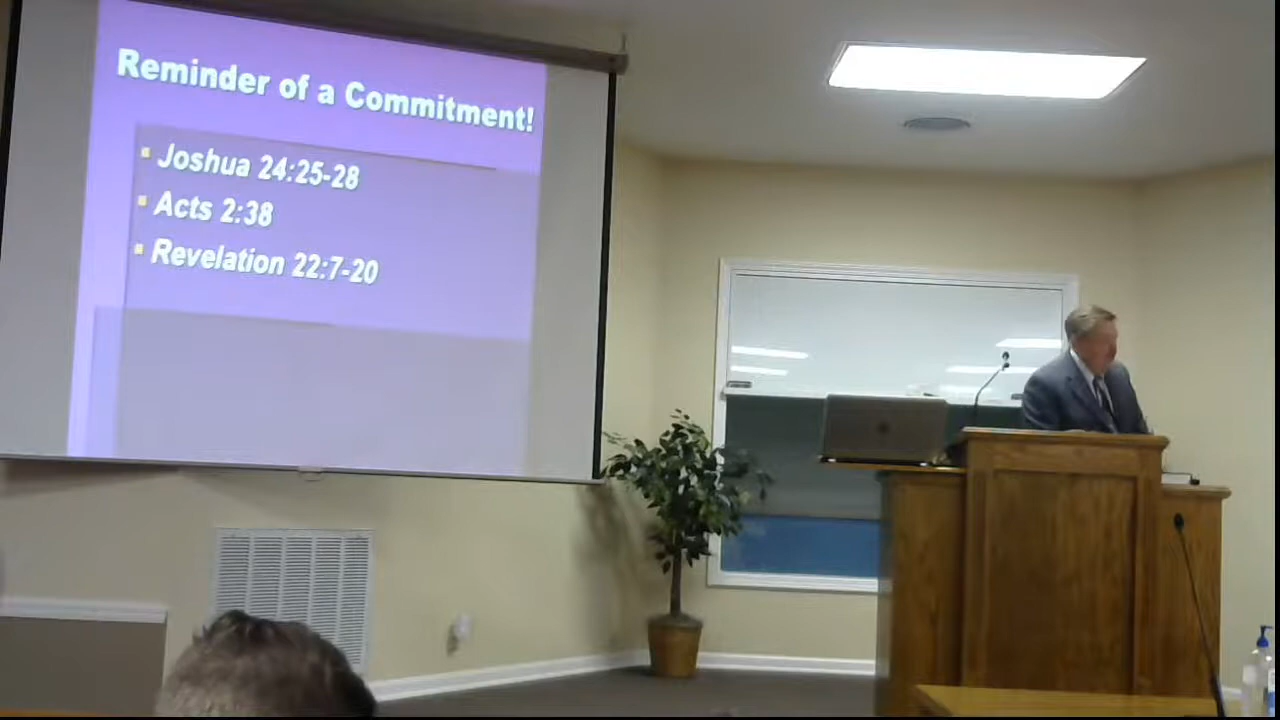 Reminder of a Commitment!
Joshua 24:25-28
Acts 2:38
Revelation 22:7-20